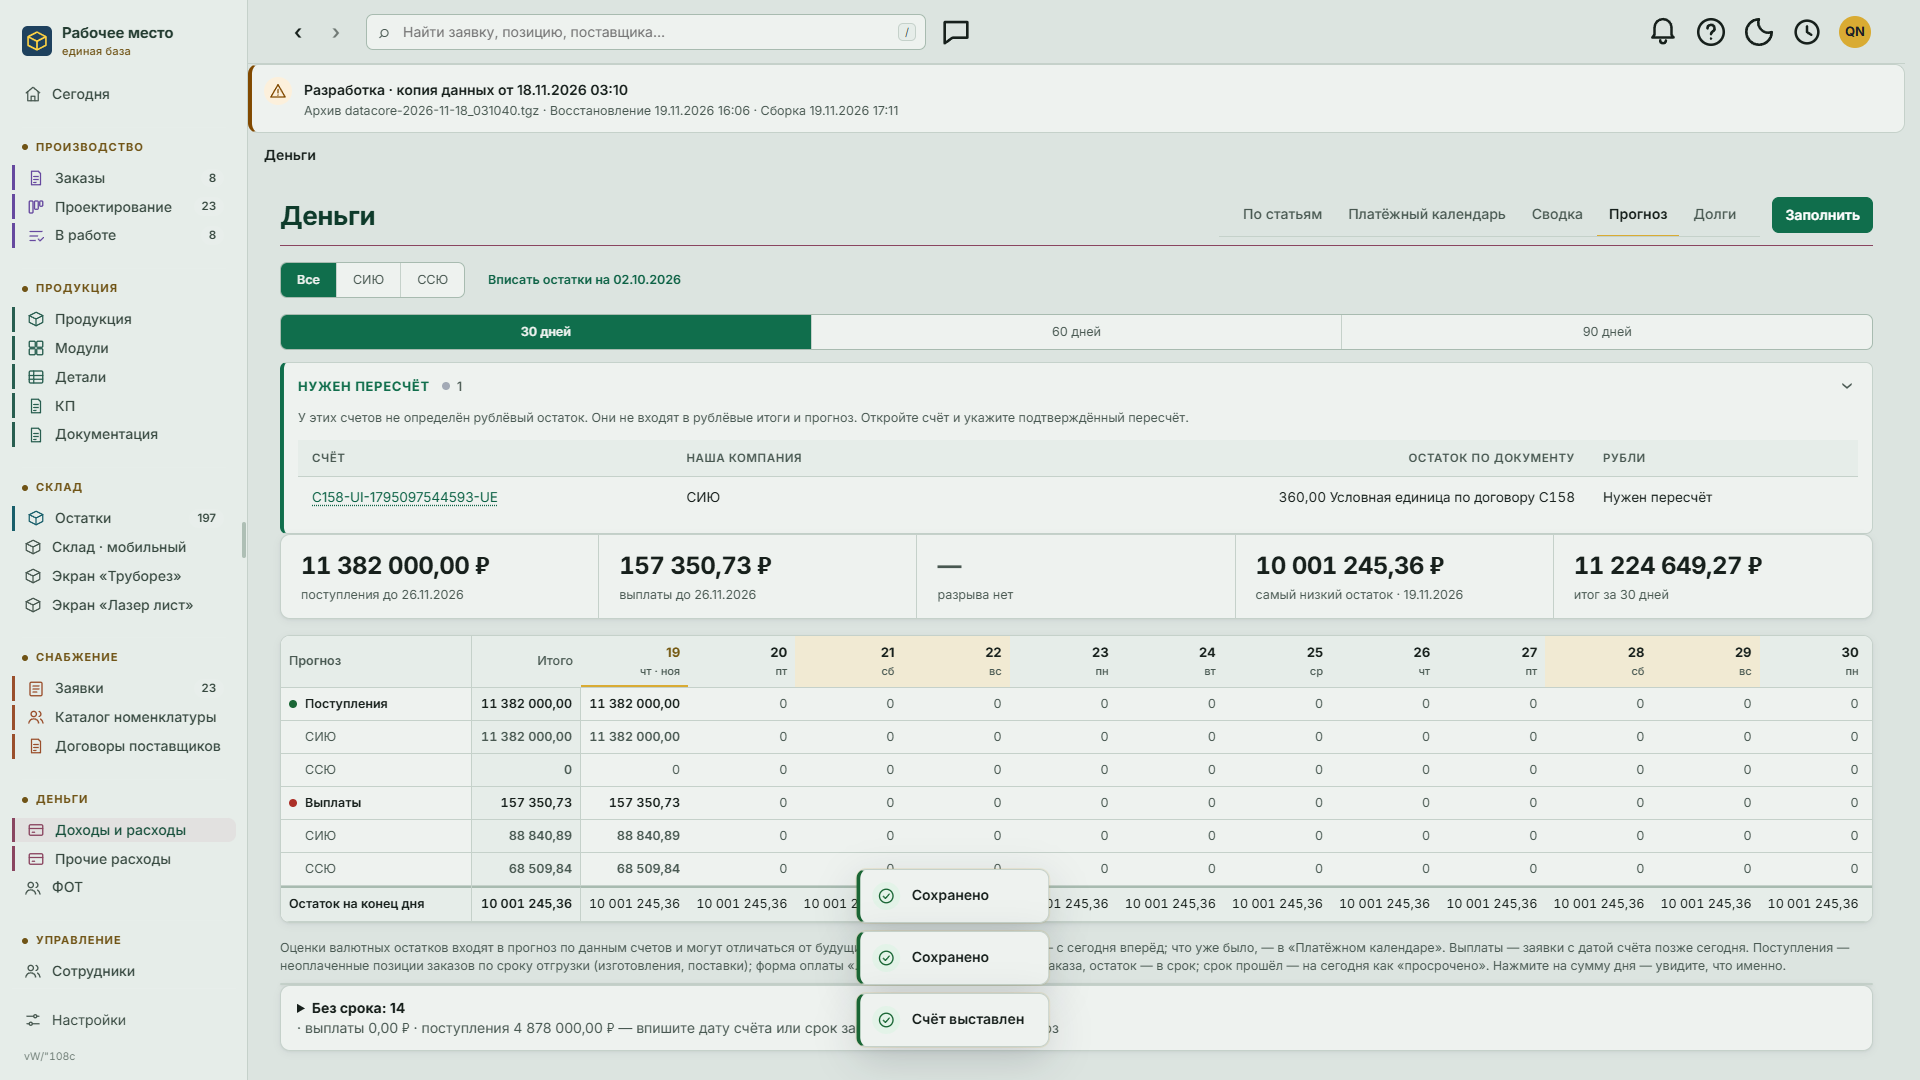 Рабочее место
единая база
Сегодня
ПРОИЗВОДСТВО
Заказы 8
Проектирование 23
В работе 8
ПРОДУКЦИЯ
Продукция
Модули
Детали
КП
Документация
СКЛАД
Остатки 197
Склад · мобильный
Экран «Труборез»
Экран «Лазер лист»
СНАБЖЕНИЕ
Заявки 23
Каталог номенклатуры
Договоры поставщиков
ДЕНЬГИ
Доходы и расходы
Прочие расходы
ФОТ
УПРАВЛЕНИЕ
Сотрудники
Настройки
vW/"108c
Найти заявку, позицию, поставщика... /
QN
Разработка · копия данных от 18.11.2026 03:10
Архив datacore-2026-11-18_031040.tgz · Восстановление 19.11.2026 16:06 · Сборка 19.11.2026 17:11
Деньги
Деньги
По статьям Платёжный календарь Сводка Прогноз Долги Заполнить
Все СИЮ ССЮ Вписать остатки на 02.10.2026
30 дней 60 дней 90 дней
НУЖЕН ПЕРЕСЧЁТ 1
У этих счетов не определён рублёвый остаток. Они не входят в рублёвые итоги и прогноз. Откройте счёт и укажите подтверждённый пересчёт.
СЧЁТ НАША КОМПАНИЯ ОСТАТОК ПО ДОКУМЕНТУ РУБЛИ
C158-UI-1795097544593-UE СИЮ 360,00 Условная единица по договору C158 Нужен пересчёт
11 382 000,00 ₽ 157 350,73 ₽ — 10 001 245,36 ₽ 11 224 649,27 ₽
поступления до 26.11.2026 выплаты до 26.11.2026 разрыва нет самый низкий остаток · 19.11.2026 итог за 30 дней
Прогноз Итого 19 20 21 22 23 24 25 26 27 28 29 30
чт · ноя пт сб вс пн вт ср чт пт сб вс пн
Поступления 11 382 000,00 11 382 000,00 0 0 0 0 0 0 0 0 0 0 0
СИЮ 11 382 000,00 11 382 000,00 0 0 0 0 0 0 0 0 0 0 0
ССЮ 0 0 0 0 0 0 0 0 0 0 0 0 0
Выплаты 157 350,73 157 350,73 0 0 0 0 0 0 0 0 0 0 0
СИЮ 88 840,89 88 840,89 0 0 0 0 0 0 0 0 0 0 0
ССЮ 68 509,84 68 509,84 0 0 0 0 0 0 0 0 0 0 0
Остаток на конец дня 10 001 245,36 10 001 245,36 10 001 245,36 10 001 2 01 245,36 10 001 245,36 10 001 245,36 10 001 245,36 10 001 245,36 10 001 245,36 10 001 245,36 10 001 245,36
Сохранено
Сохранено
Счёт выставлен
Оценки валютных остатков входят в прогноз по данным счетов и могут отличаться от — с сегодня вперёд; что уже было, — в «Платёжном календаре». Выплаты — заявки с датой счёта позже сегодня. Поступления —
неоплаченные позиции заказов по сроку отгрузки (изготовления, поставки); форма оплаты остаток — в срок; срок прошёл — на сегодня как «просрочено». Нажмите на сумму дня — увидите, что именно.
Без срока: 14
· выплаты 0,00 ₽ · поступления 4 878 000,00 ₽ — впишите дату счёта или срок